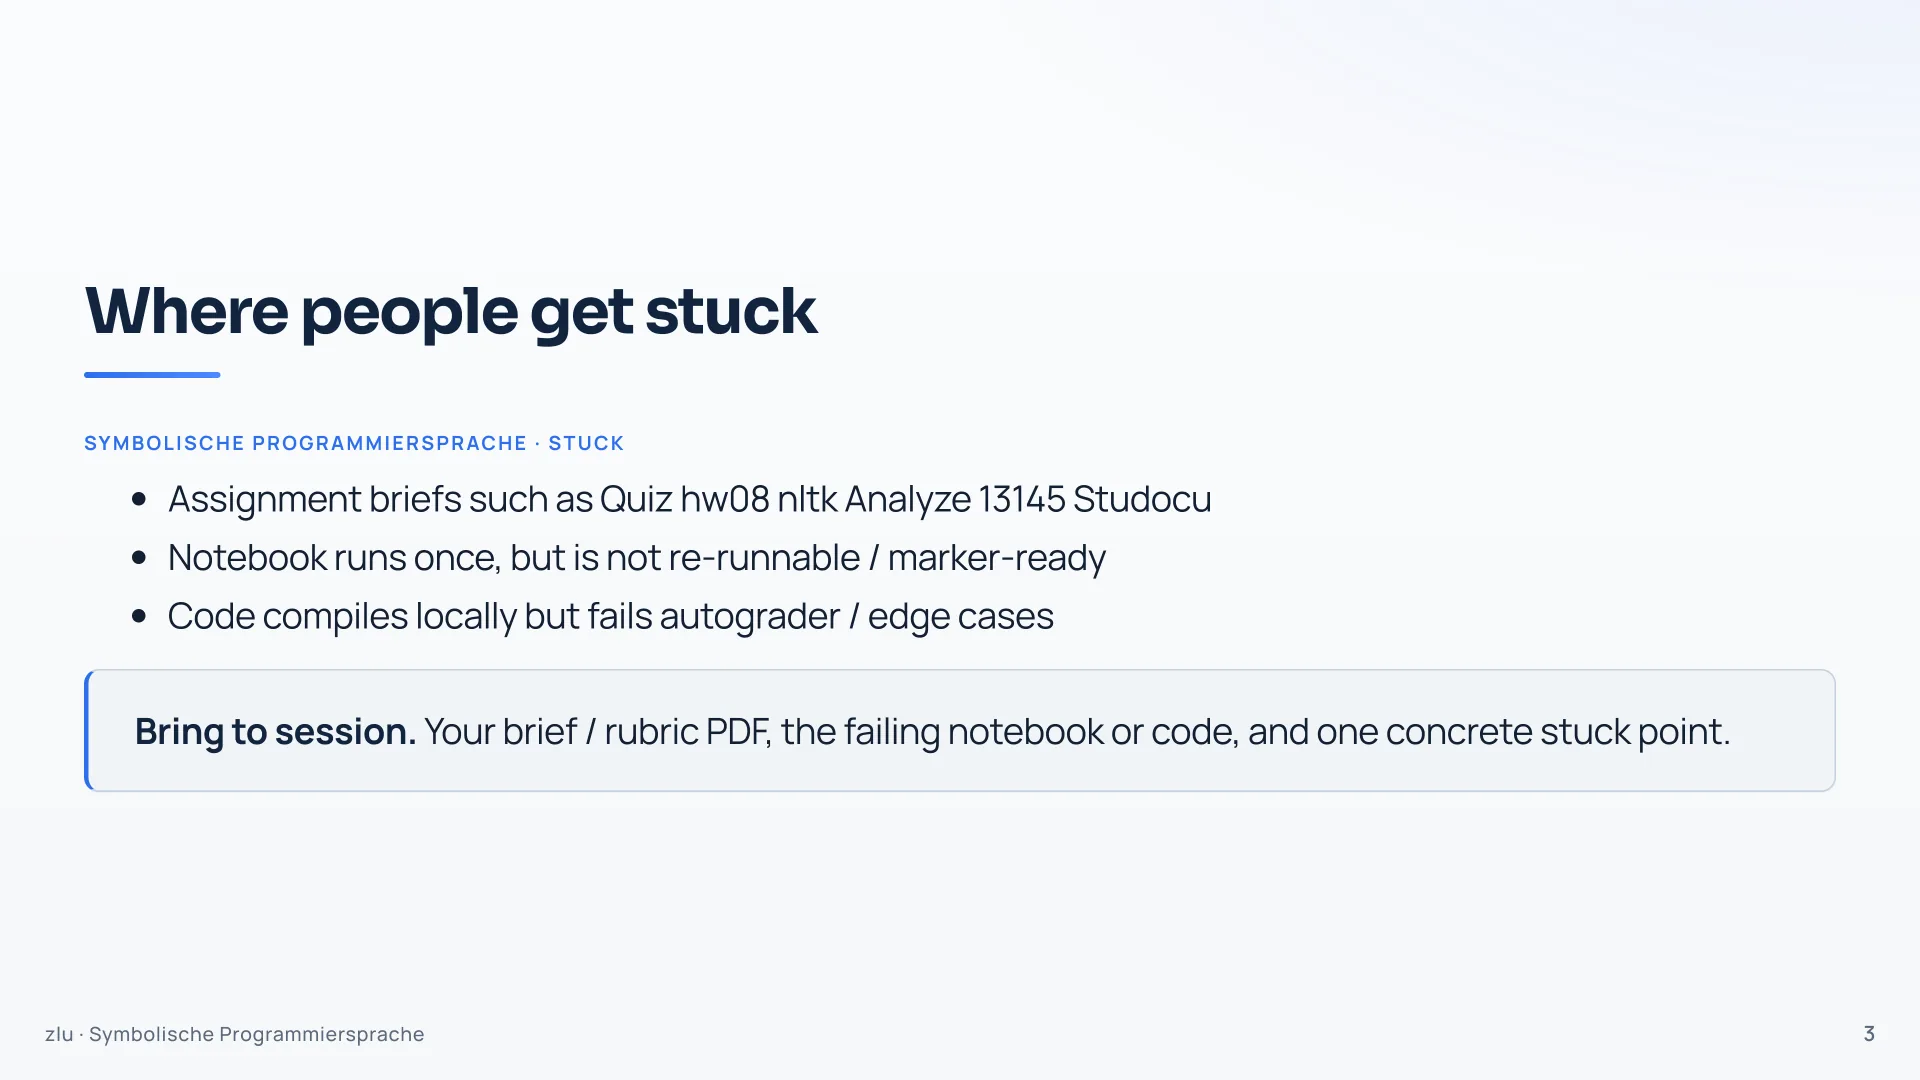 Where people get stuck
SYMBOLISCHE PROGRAMMIERSPRACHE · STUCK
• Assignment briefs such as Quiz hw08 nltk Analyze 13145 Studocu
• Notebook runs once, but is not re-runnable / marker-ready
• Code compiles locally but fails autograder / edge cases
Bring to session. Your brief / rubric PDF, the failing notebook or code, and one concrete stuck point.
zlu · Symbolische Programmiersprache
3